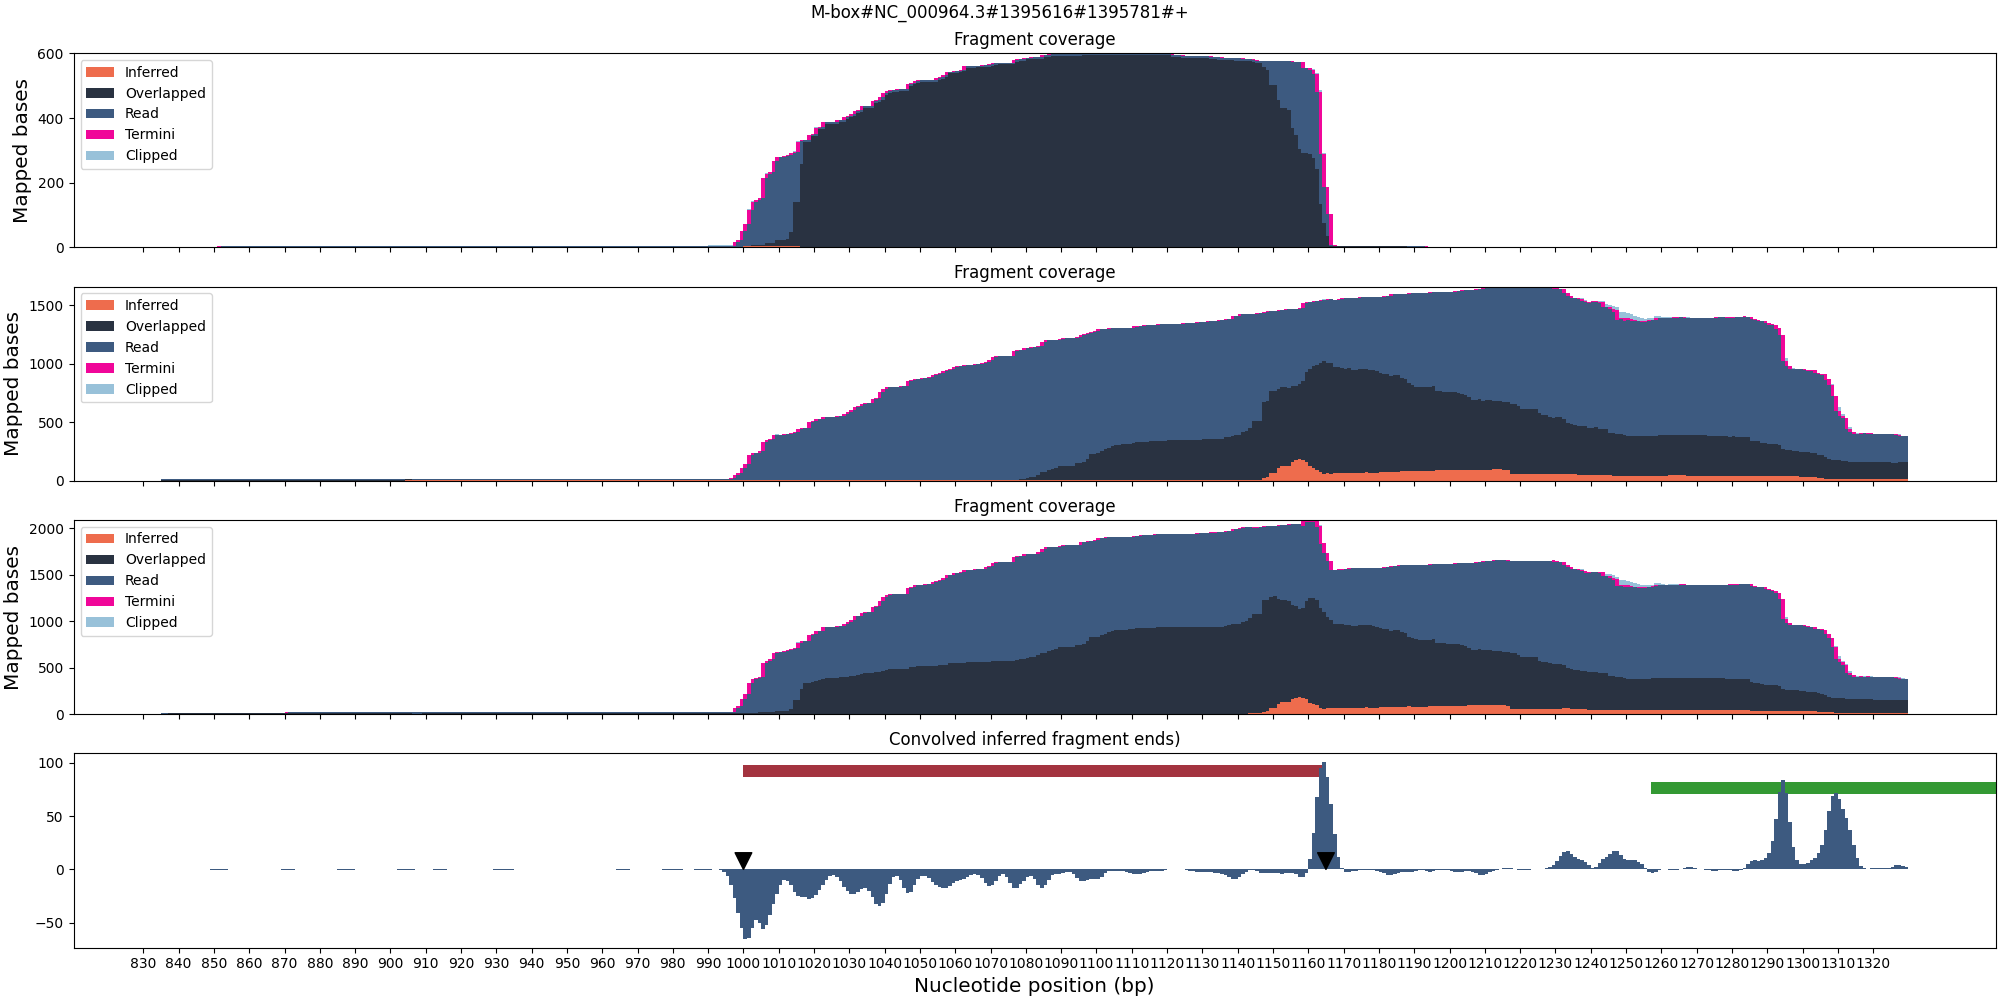 M-box#NC_000964.3#1395616#1395781#+
Fragment coverage
Mapped bases
600
400
200
0
Inferred
Overlapped
Read
Termini
Clipped
Fragment coverage
Mapped bases
1500
1000
500
0
Inferred
Overlapped
Read
Termini
Clipped
Fragment coverage
Mapped bases
2000
1500
1000
500
0
Inferred
Overlapped
Read
Termini
Clipped
Convolved inferred fragment ends)
100
50
0
−50
830 840 850 860 870 880 890 900 910 920 930 940 950 960 970 980 990 1000 1010 1020 1030 1040 1050 1060 1070 1080 1090 1100 1110 1120 1130 1140 1150 1160 1170 1180 1190 1200 1210 1220 1230 1240 1250 1260 1270 1280 1290 1300 1310 1320
Nucleotide position (bp)